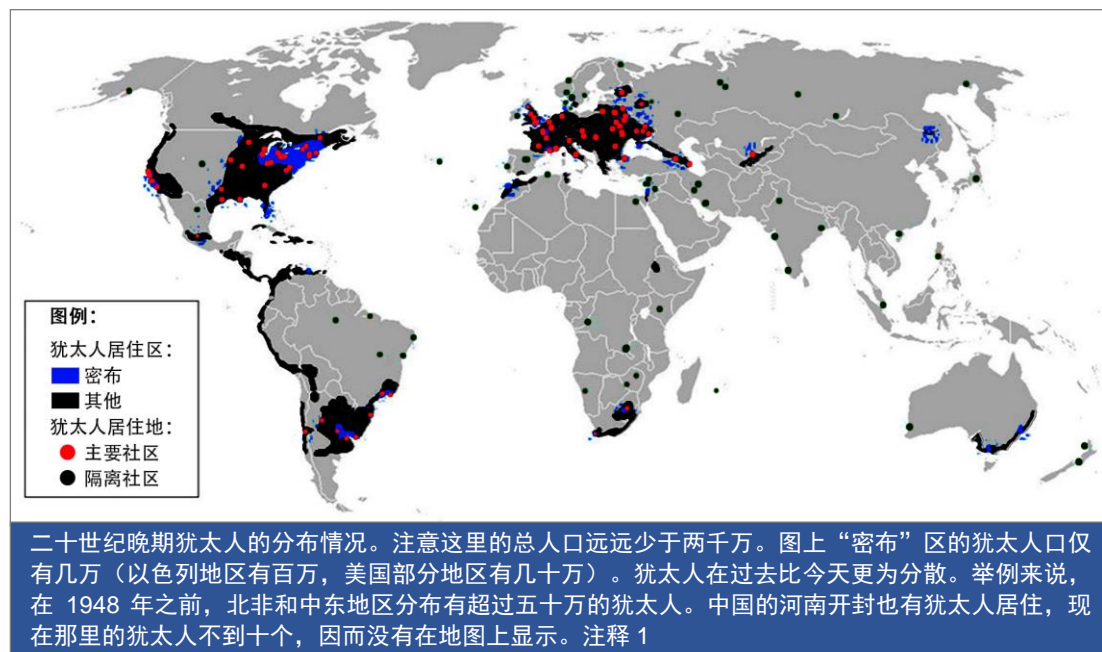 图例：
犹太人居住区：
密布
其他
犹太人居住地：
主要社区
隔离社区
二十世纪晚期犹太人的分布情况。注意这里的总人口远远少于两千万。图上“密布”区的犹太人口仅
有几万（以色列地区有百万，美国部分地区有几十万）。犹太人在过去比今天更为分散。举例来说，
在 1948 年之前，北非和中东地区分布有超过五十万的犹太人。中国的河南开封也有犹太人居住，现
在那里的犹太人不到十个，因而没有在地图上显示。注释 1